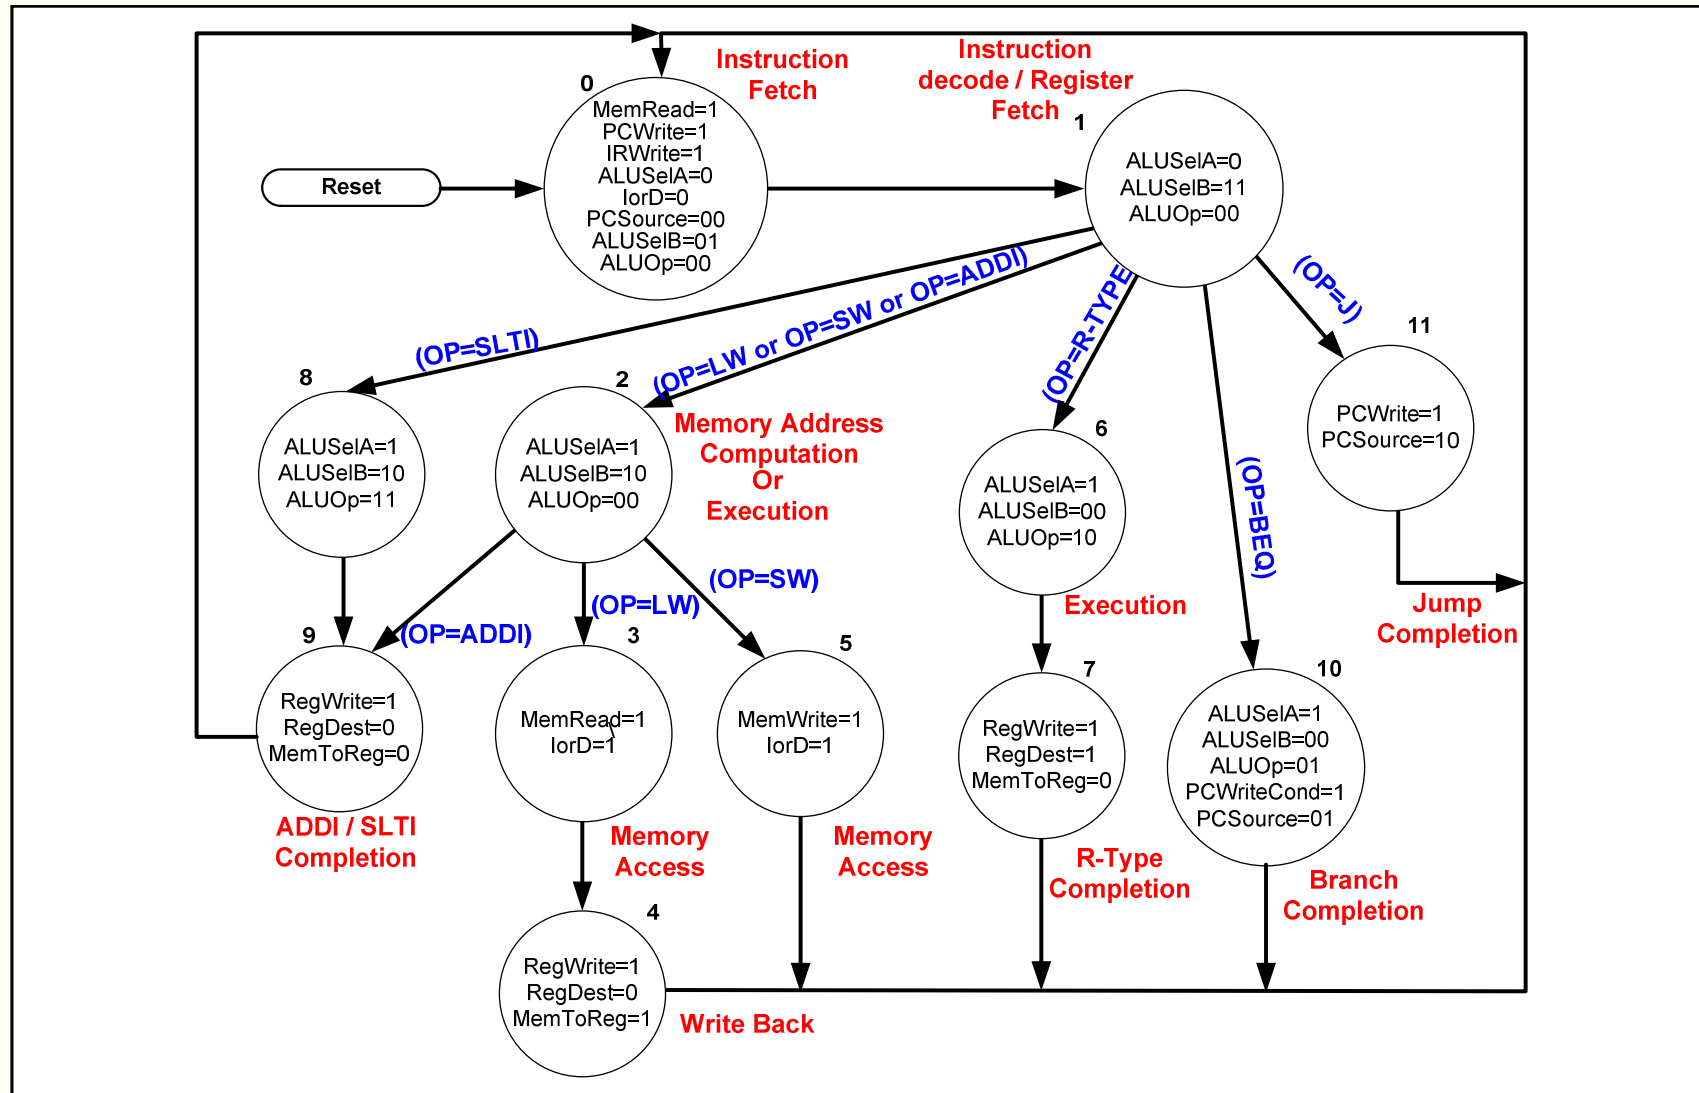 Instruction
Fetch
Instruction
decode / Register
Fetch
0
MemRead=1
PCWrite=1
IRWrite=1
ALUSelA=0
IorD=0
PCSource=00
ALUSelB=01
ALUOp=00
Reset
1
ALUSelA=0
ALUSelB=11
ALUOp=00
(OP=SLTI)
(OP=LW or OP=SW or OP=ADDI)
(OP=R-TYPE
(OP=BEQ)
(OP=J)
8
ALUSelA=1
ALUSelB=10
ALUOp=11
2
ALUSelA=1
ALUSelB=10
ALUOp=00
Memory Address
Computation
Or
Execution
6
ALUSelA=1
ALUSelB=00
ALUOp=10
Execution
11
PCWrite=1
PCSource=10
Jump
Completion
(OP=ADDI)
(OP=LW)
(OP=SW)
9
RegWrite=1
RegDest=0
MemToReg=0
ADDI / SLTI
Completion
3
MemRead=1
IorD=1
Memory
Access
5
MemWrite=1
IorD=1
Memory
Access
7
RegWrite=1
RegDest=1
MemToReg=0
R-Type
Completion
10
ALUSelA=1
ALUSelB=00
ALUOp=01
PCWriteCond=1
PCSource=01
Branch
Completion
4
RegWrite=1
RegDest=0
MemToReg=1
Write Back